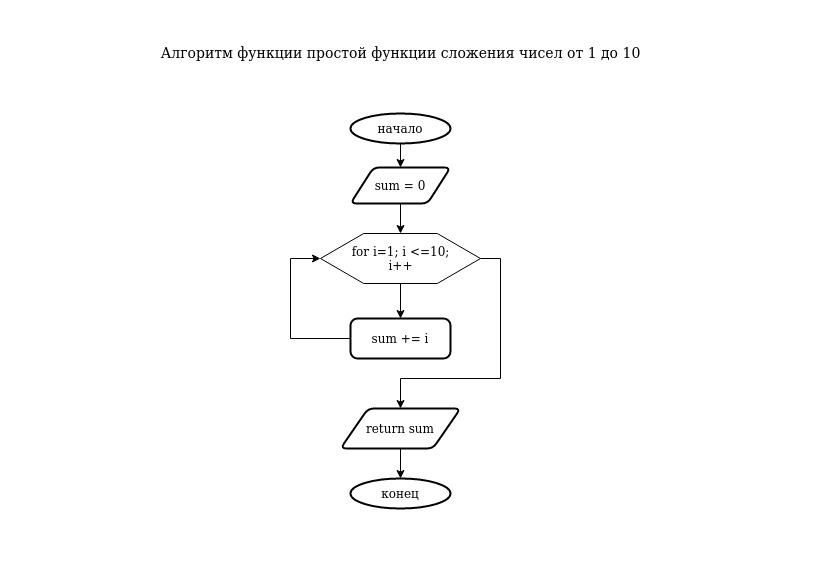 Алгоритм функции простой функции сложения чисел от 1 до 10
начало
sum = 0
for i=1; i <=10;
i++
sum += i
return sum
конец